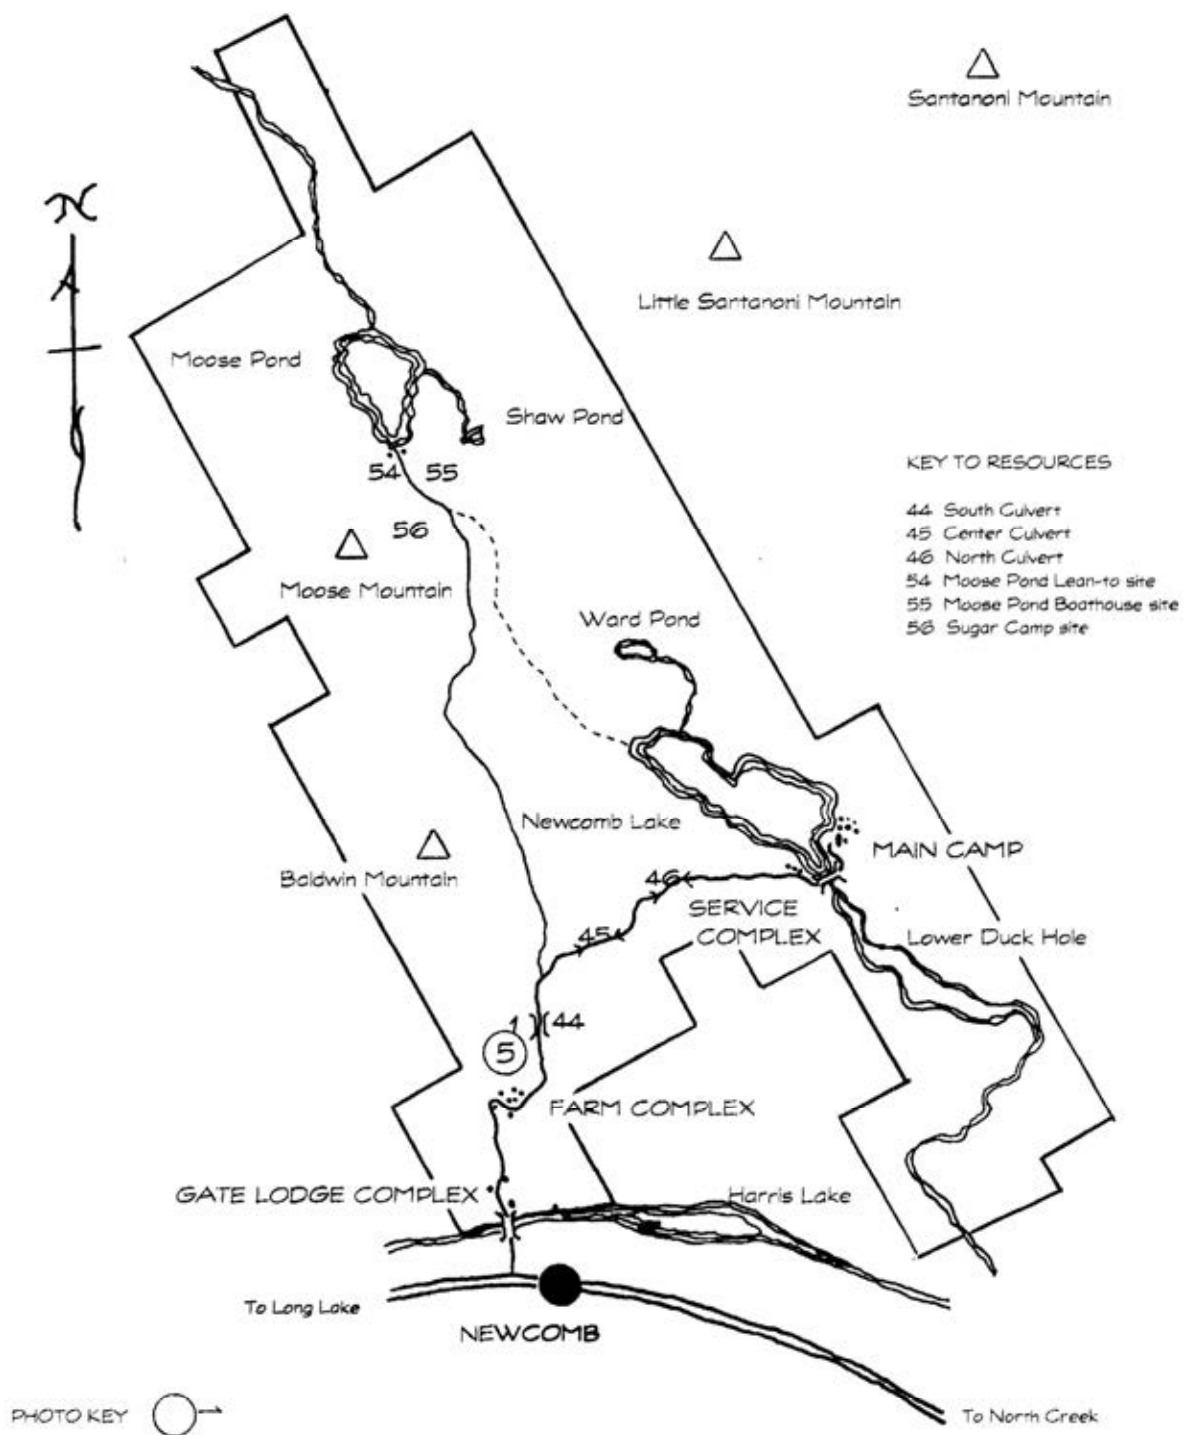 Santanoni Mountain
N
Little Santanoni Mountain
Moose Pond
Shaw Pond
54 55
56
KEY TO RESOURCES
44 South Culvert
45 Center Culvert
46 North Culvert
54 Moose Pond Lean-to site
55 Moose Pond Boathouse site
56 Sugar Camp site
Moose Mountain
Ward Pond
Newcomb Lake
MAIN CAMP
Baldwin Mountain
46
SERVICE
COMPLEX
45
Lower Duck Hole
44
5
FARM COMPLEX
GATE LODGE COMPLEX
Harris Lake
To Long Lake
NEWCOMB
PHOTO KEY
To North Creek